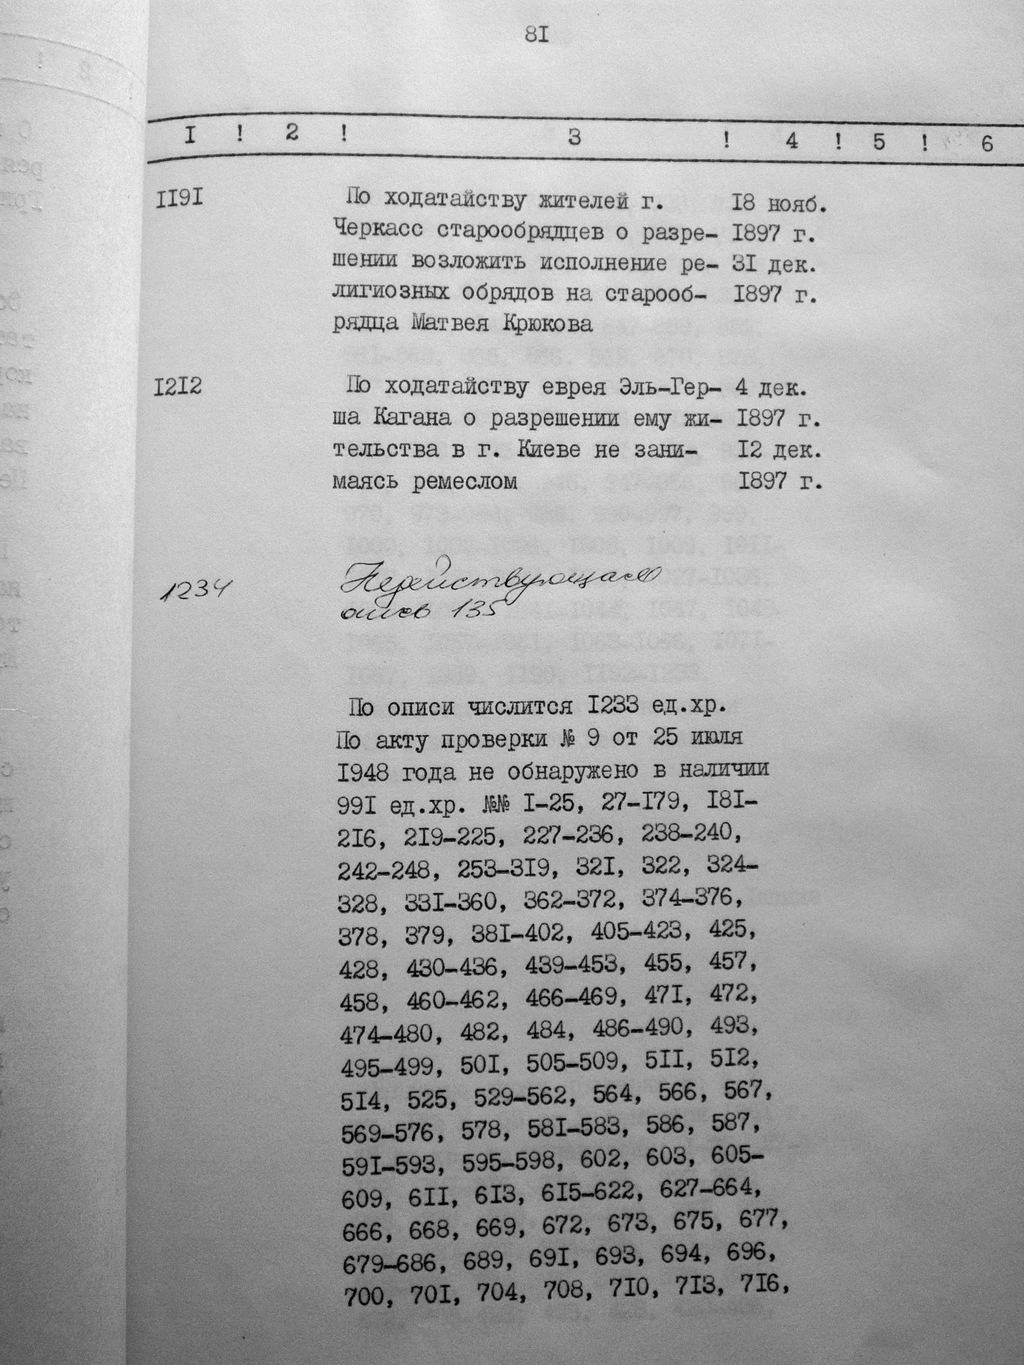 81
I ! 2 ! 3 ! 4 ! 5 ! 6
II9I По ходатайству жителей г. I8 нояб.
Черкасс старообрядцев о разре- I897 г.
шении возложить исполнение ре- 3I дек.
лигиозных обрядов на старооб- I897 г.
рядца Матвея Крюкова
I2I2 По ходатайству еврея Эль-Гер- 4 дек.
ша Кагана о разрешении ему жи- I897 г.
тельства в г. Киеве не зани- I2 дек.
маясь ремеслом I897 г.
1234 Недействующая
опись 135
По описи числится I233 ед.хр.
По акту проверки № 9 от 25 июля
I948 года не обнаружено в наличии
99I ед.хр. №№ I-25, 27-I79, I8I-
2I6, 2I9-225, 227-236, 238-240,
242-248, 253-3I9, 32I, 322, 324-
328, 33I-360, 362-372, 374-376,
378, 379, 38I-402, 405-423, 425,
428, 430-436, 439-453, 455, 457,
458, 460-462, 466-469, 47I, 472,
474-480, 482, 484, 486-490, 493,
495-499, 50I, 505-509, 5II, 5I2,
5I4, 525, 529-562, 564, 566, 567,
569-576, 578, 58I-583, 586, 587,
59I-593, 595-598, 602, 603, 605-
609, 6II, 6I3, 6I5-622, 627-664,
666, 668, 669, 672, 673, 675, 677,
679-686, 689, 69I, 693, 694, 696,
700, 70I, 704, 708, 7I0, 7I3, 7I6,